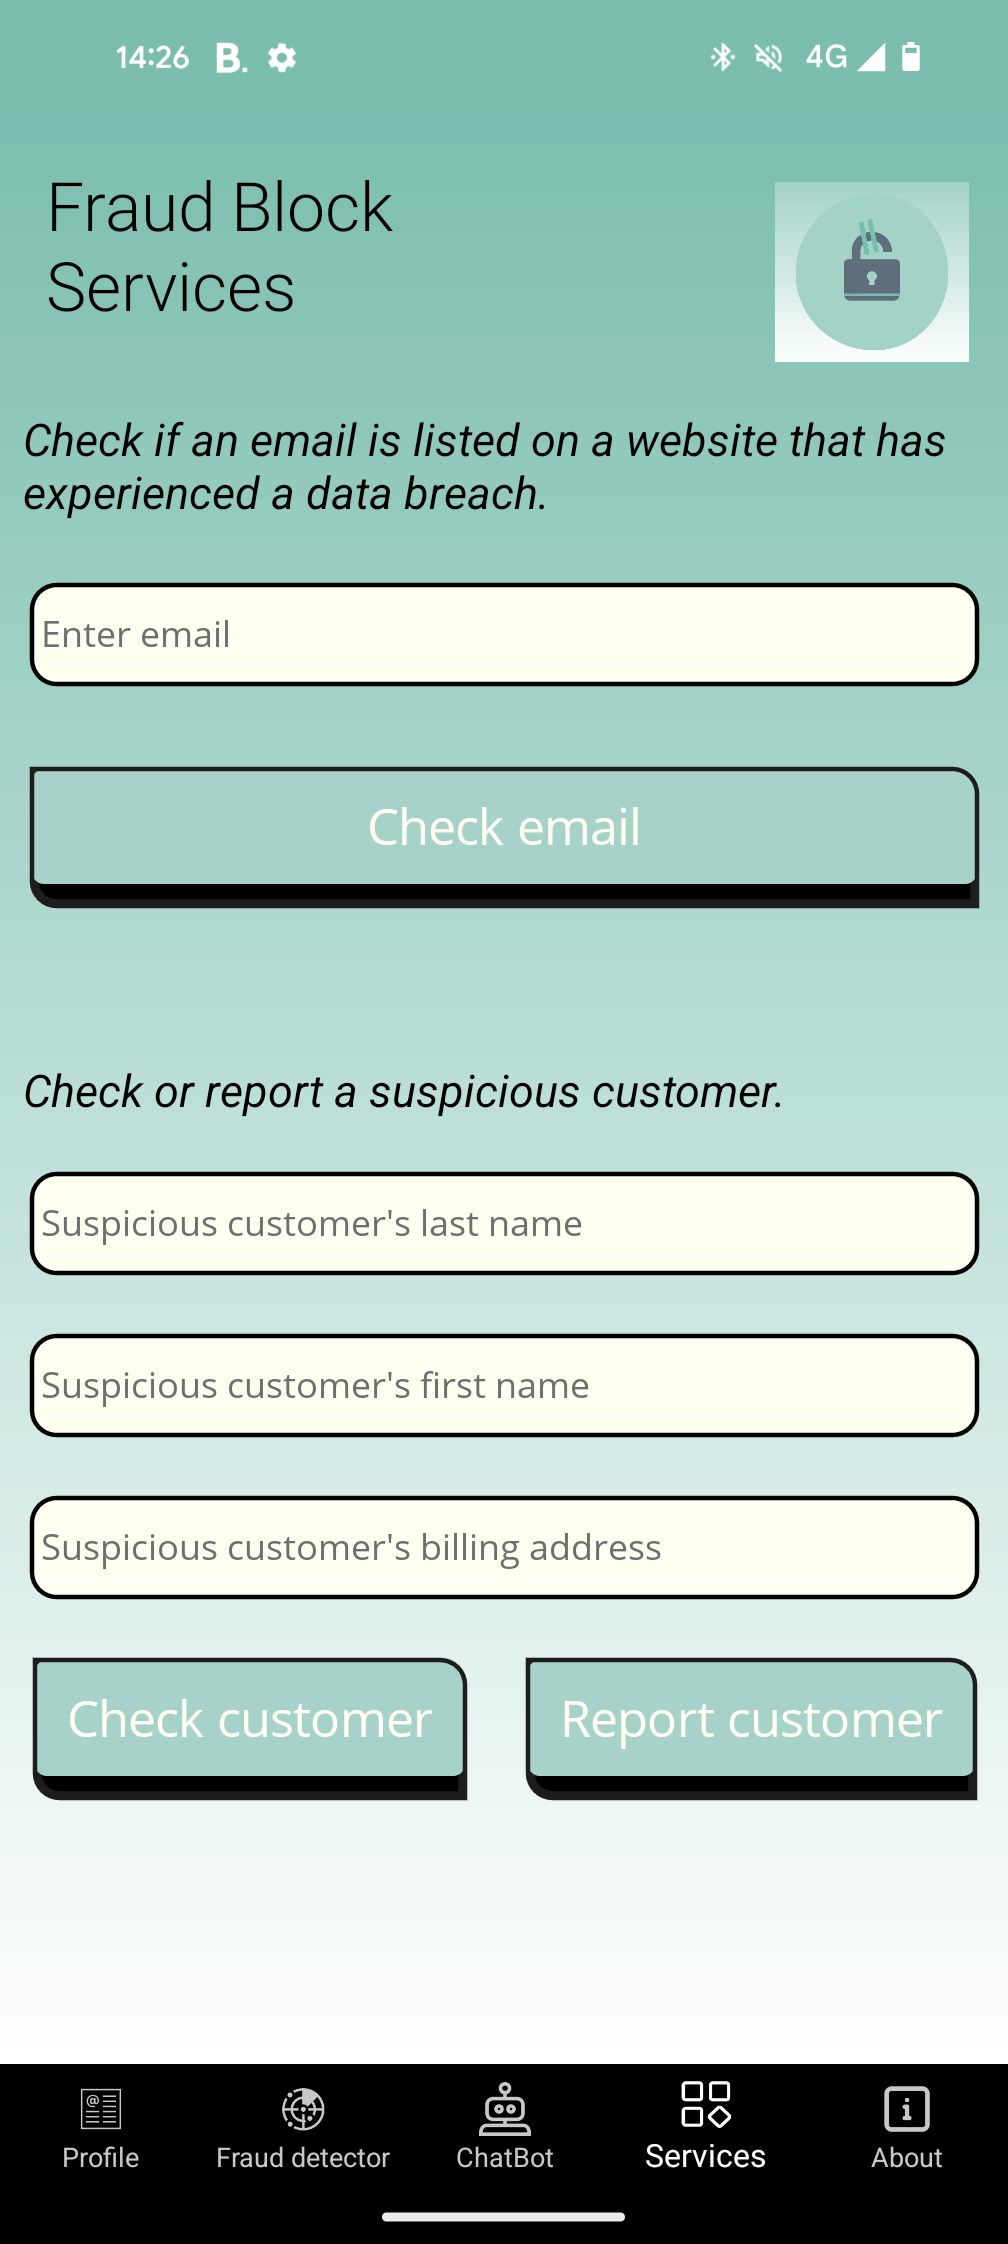 14:26 B. 4G
Fraud Block
Services
Check if an email is listed on a website that has
experienced a data breach.
Enter email
Check email
Check or report a suspicious customer.
Suspicious customer's last name
Suspicious customer's first name
Suspicious customer's billing address
Check customer Report customer
Profile Fraud detector ChatBot Services About